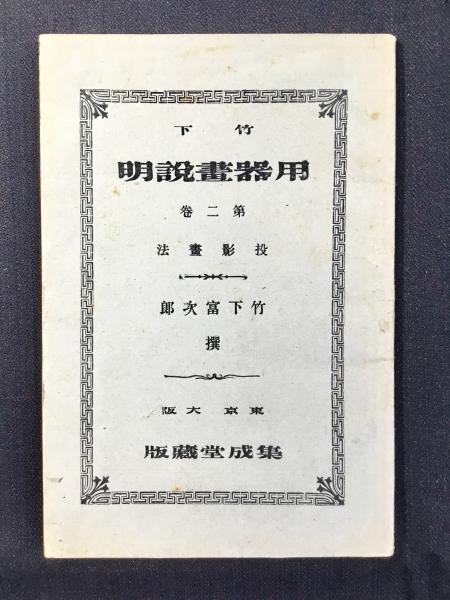 竹下
用器畫說明
第二卷
投影畫法
竹下富次郎
撰
東京 大阪
集成堂藏版